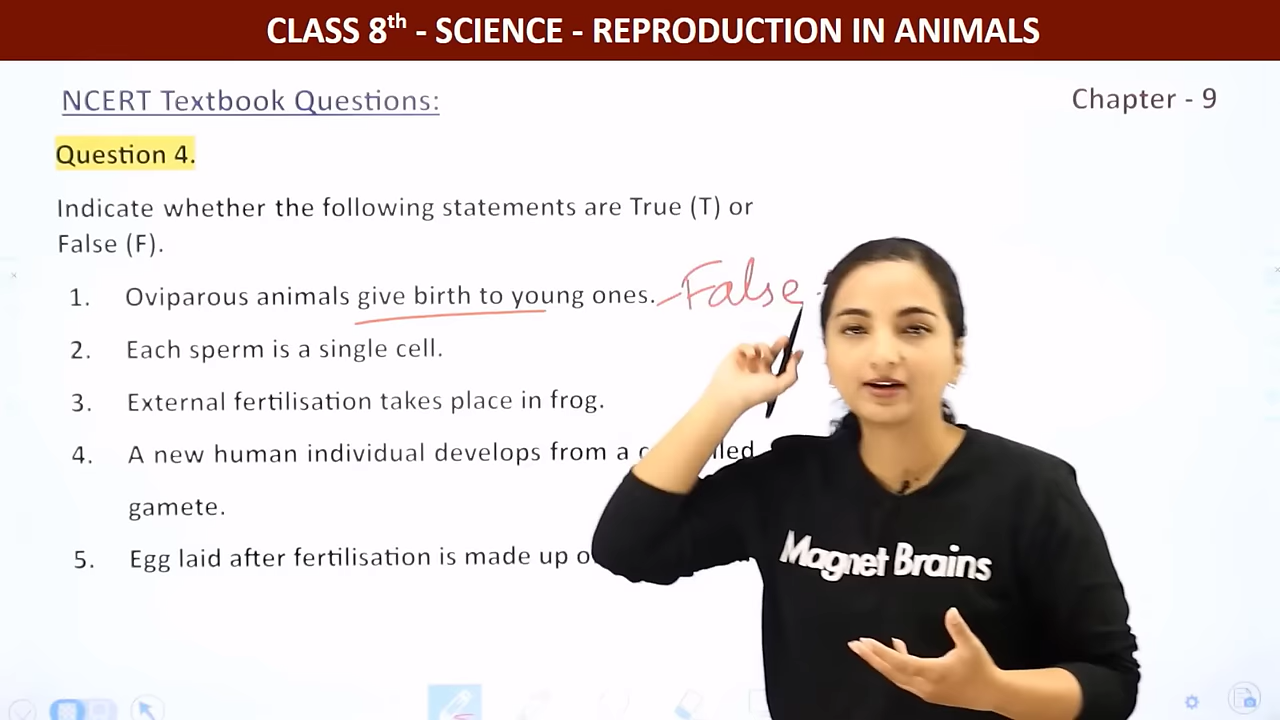 CLASS 8th - SCIENCE - REPRODUCTION IN ANIMALS
NCERT Textbook Questions:
Chapter - 9
Question 4.
Indicate whether the following statements are True (T) or
False (F).
1. Oviparous animals give birth to young ones. - False
2. Each sperm is a single cell.
3. External fertilisation takes place in frog.
4. A new human individual develops from a
gamete.
5. Egg laid after fertilisation is made up
Magnet Brains